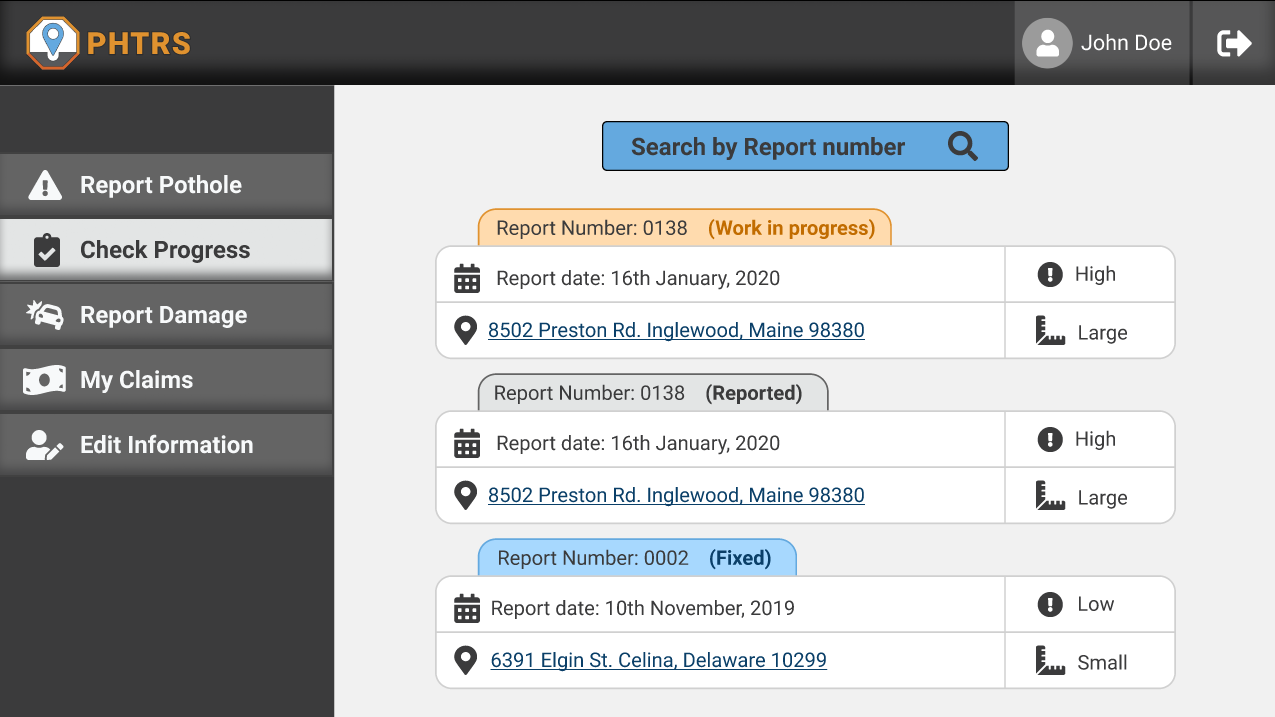 PHTRS
John Doe
Report Pothole
Check Progress
Report Damage
My Claims
Edit Information
Search by Report number
Report Number: 0138 (Work in progress)
Report date: 16th January, 2020
High
8502 Preston Rd. Inglewood, Maine 98380
Large
Report Number: 0138 (Reported)
Report date: 16th January, 2020
High
8502 Preston Rd. Inglewood, Maine 98380
Large
Report Number: 0002 (Fixed)
Report date: 10th November, 2019
Low
6391 Elgin St. Celina, Delaware 10299
Small